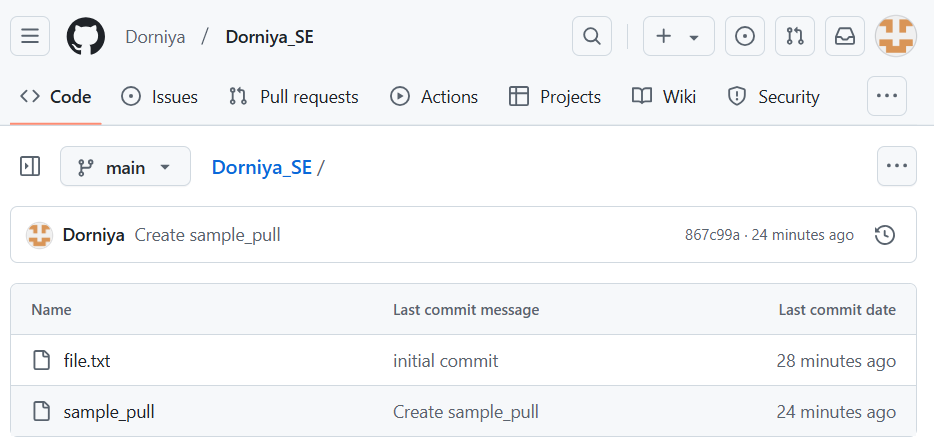 Dorniya / Dorniya_SE
Code Issues Pull requests Actions Projects Wiki Security
main Dorniya_SE /
Dorniya Create sample_pull 867c99a · 24 minutes ago
Name Last commit message Last commit date
file.txt initial commit 28 minutes ago
sample_pull Create sample_pull 24 minutes ago